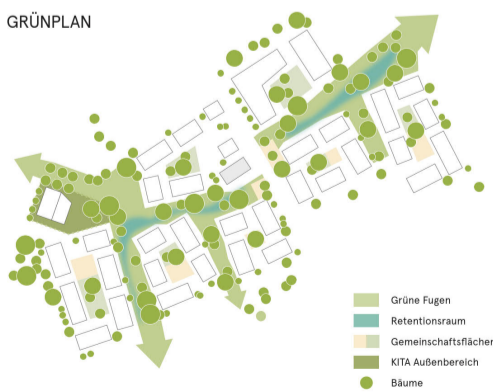 GRÜNPLAN
Grüne Fugen
Retentionsraum
Gemeinschaftsflächen
KITA Außenbereich
Bäume